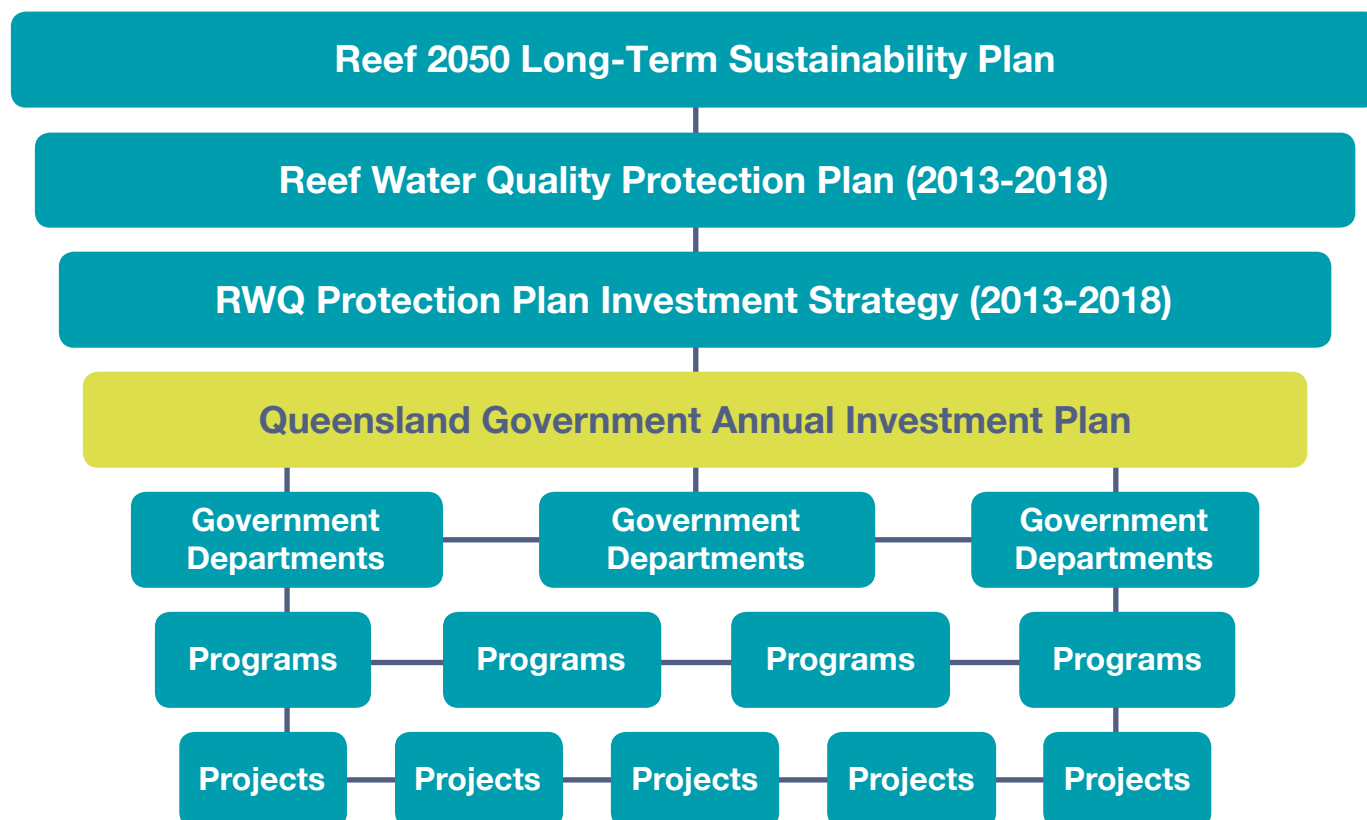 Reef 2050 Long-Term Sustainability Plan
Reef Water Quality Protection Plan (2013-2018)
RWQ Protection Plan Investment Strategy (2013-2018)
Queensland Government Annual Investment Plan
Government
Departments
Government
Departments
Government
Departments
Programs
Programs
Programs
Programs
Projects
Projects
Projects
Projects
Projects